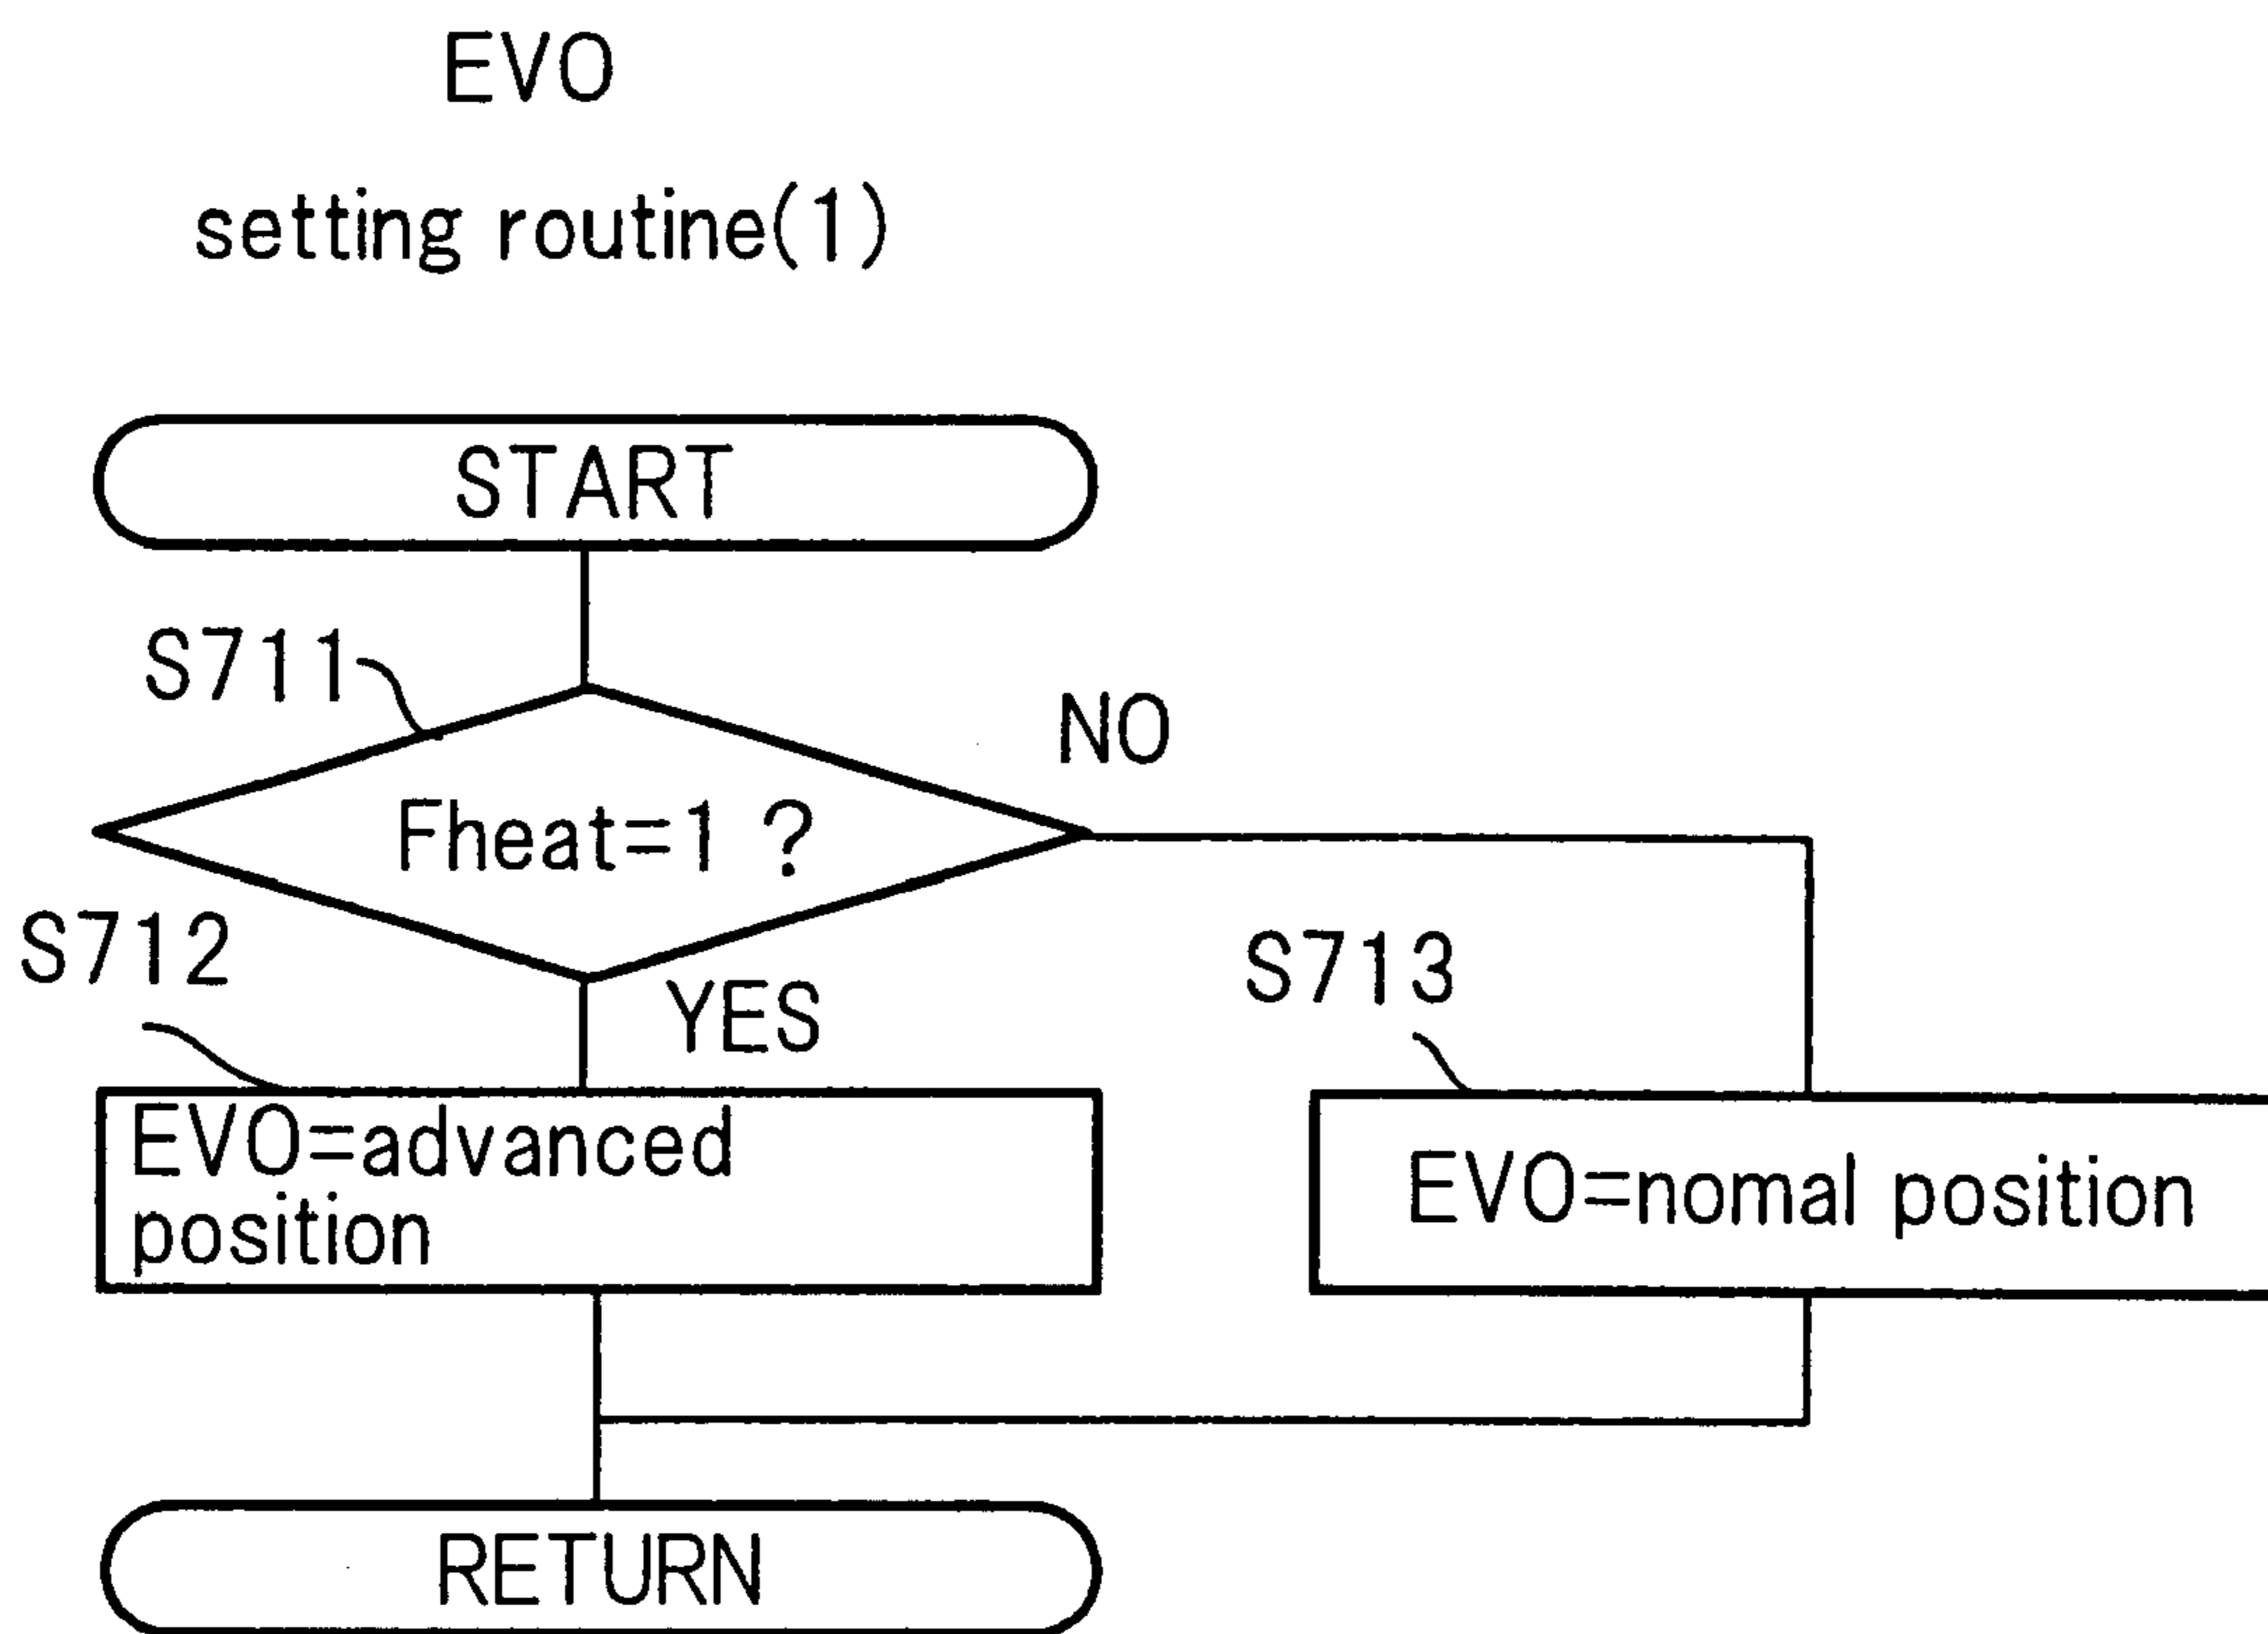 EVO
setting routine(1)
START
S711
Fheat=1 ?
NO
YES
S712
EVO=advanced
position
S713
EVO=nomal position
RETURN